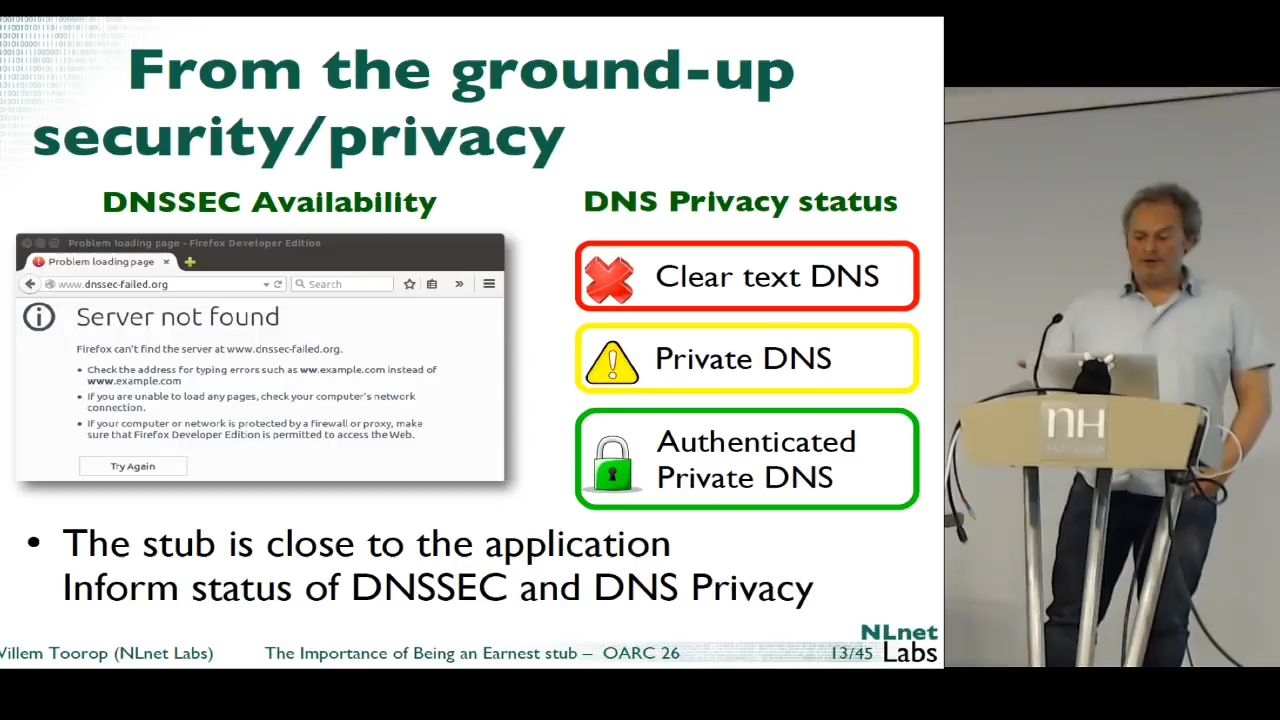 From the ground-up
security/privacy
DNSSEC Availability
Problem loading page - Firefox Developer Edition
Problem loading page
www.dnssec-failed.org
Search
Server not found
Firefox can't find the server at www.dnssec-failed.org.
• Check the address for typing errors such as ww.example.com instead of
www.example.com
• If you are unable to load any pages, check your computer's network
connection.
• If your computer or network is protected by a firewall or proxy, make
sure that Firefox Developer Edition is permitted to access the Web.
Try Again
DNS Privacy status
Clear text DNS
Private DNS
Authenticated
Private DNS
• The stub is close to the application
Inform status of DNSSEC and DNS Privacy
Willem Toorop (NLnet Labs)
The Importance of Being an Earnest stub – OARC 26
13/45
NLnet
Labs
NH